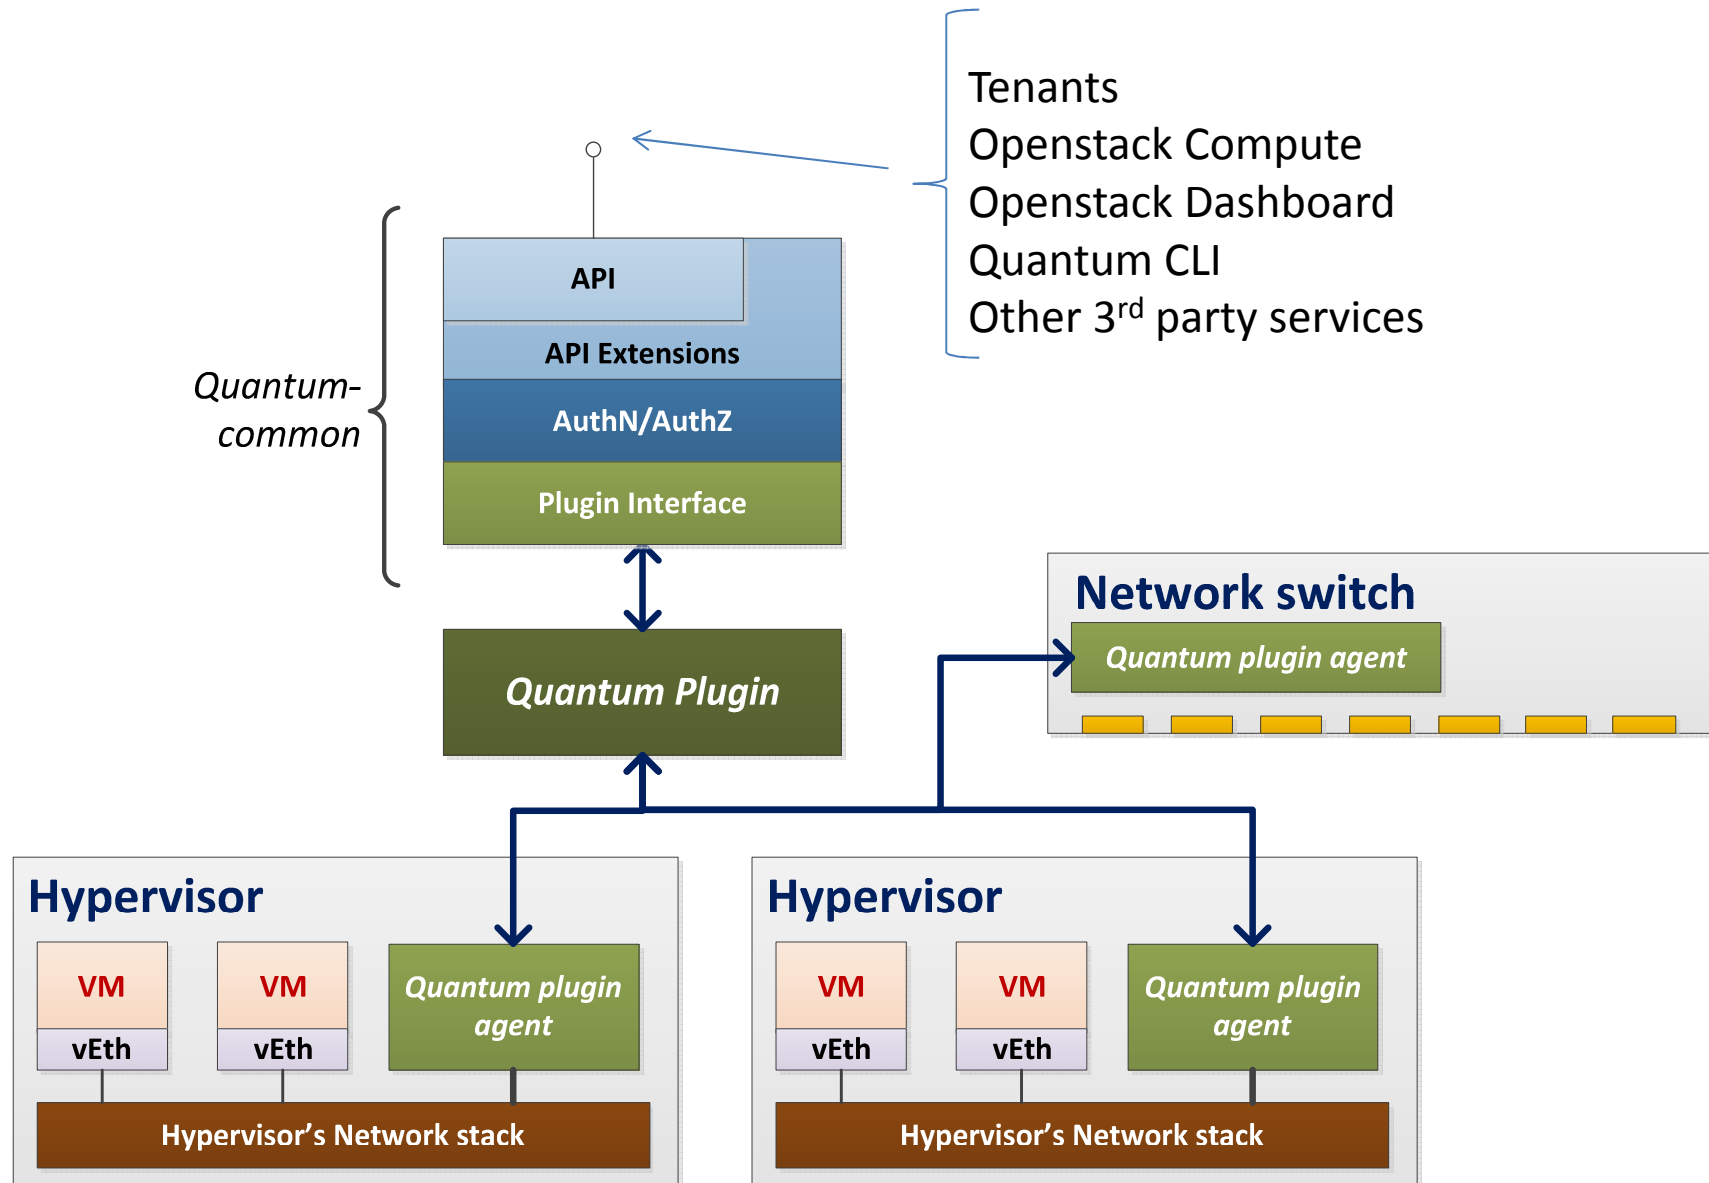 Tenants
Openstack Compute
Openstack Dashboard
Quantum CLI
Other 3rd party services
API
API Extensions
Quantum-
common
AuthN/AuthZ
Plugin Interface
Network switch
Quantum plugin agent
Quantum Plugin
Hypervisor
VM
VM
Quantum plugin
agent
vEth
vEth
Hypervisor's Network stack
Hypervisor
VM
VM
Quantum plugin
agent
vEth
vEth
Hypervisor's Network stack